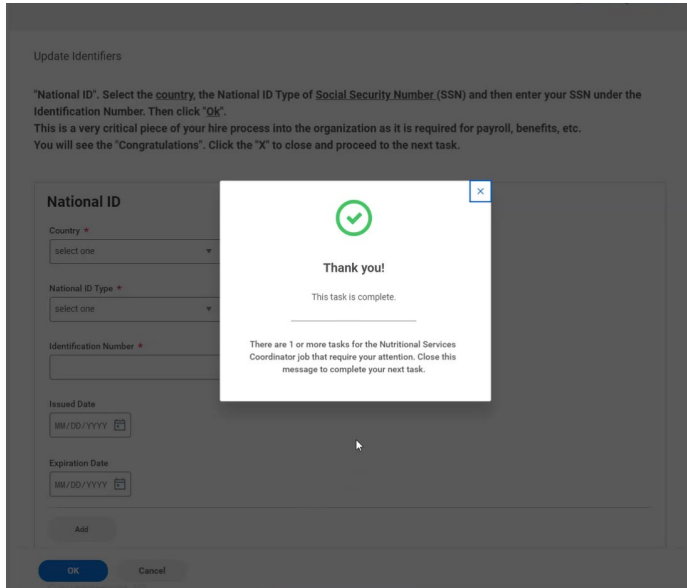 Update Identifiers
"National ID". Select the country, the National ID Type of Social Security Number (SSN) and then enter your SSN under the
Identification Number. Then click "Ok".
This is a very critical piece of your hire process into the organization as it is required for payroll, benefits, etc.
You will see the "Congratulations". Click the "X" to close and proceed to the next task.
National ID
Country *
select one
National ID Type *
select one
Identification Number *
Issued Date
MM/DD/YYYY
Expiration Date
MM/DD/YYYY
Add
OK Cancel
Thank you!
This task is complete.
There are 1 or more tasks for the Nutritional Services
Coordinator job that require your attention. Close this
message to complete your next task.